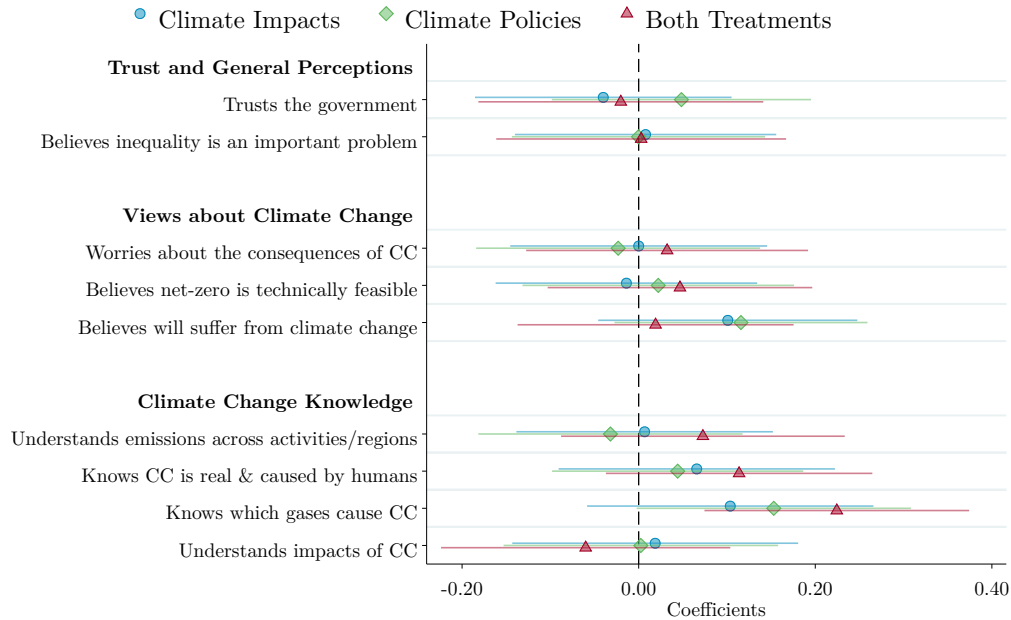 Climate Impacts Climate Policies Both Treatments
Trust and General Perceptions
Trusts the government
Believes inequality is an important problem
Views about Climate Change
Worries about the consequences of CC
Believes net-zero is technically feasible
Believes will suffer from climate change
Climate Change Knowledge
Understands emissions across activities/regions
Knows CC is real & caused by humans
Knows which gases cause CC
Understands impacts of CC
-0.20 0.00 0.20 0.40
Coefficients